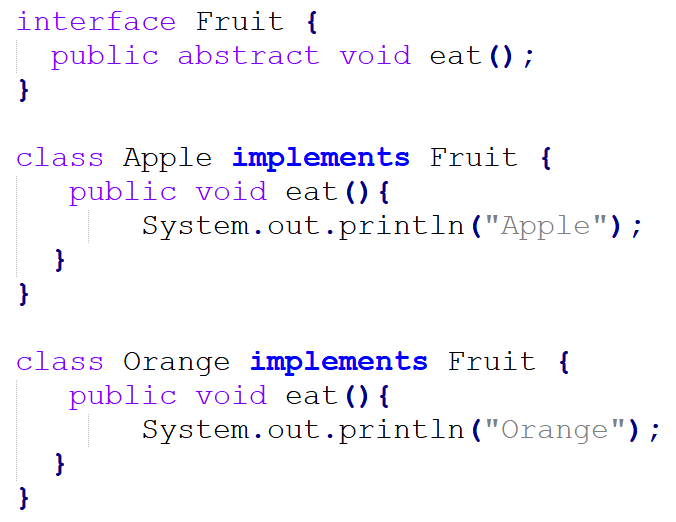 interface Fruit {
  public abstract void eat();
}

class Apple implements Fruit {
   public void eat(){
       System.out.println("Apple");
  }
}

class Orange implements Fruit {
   public void eat(){
       System.out.println("Orange");
  }
}